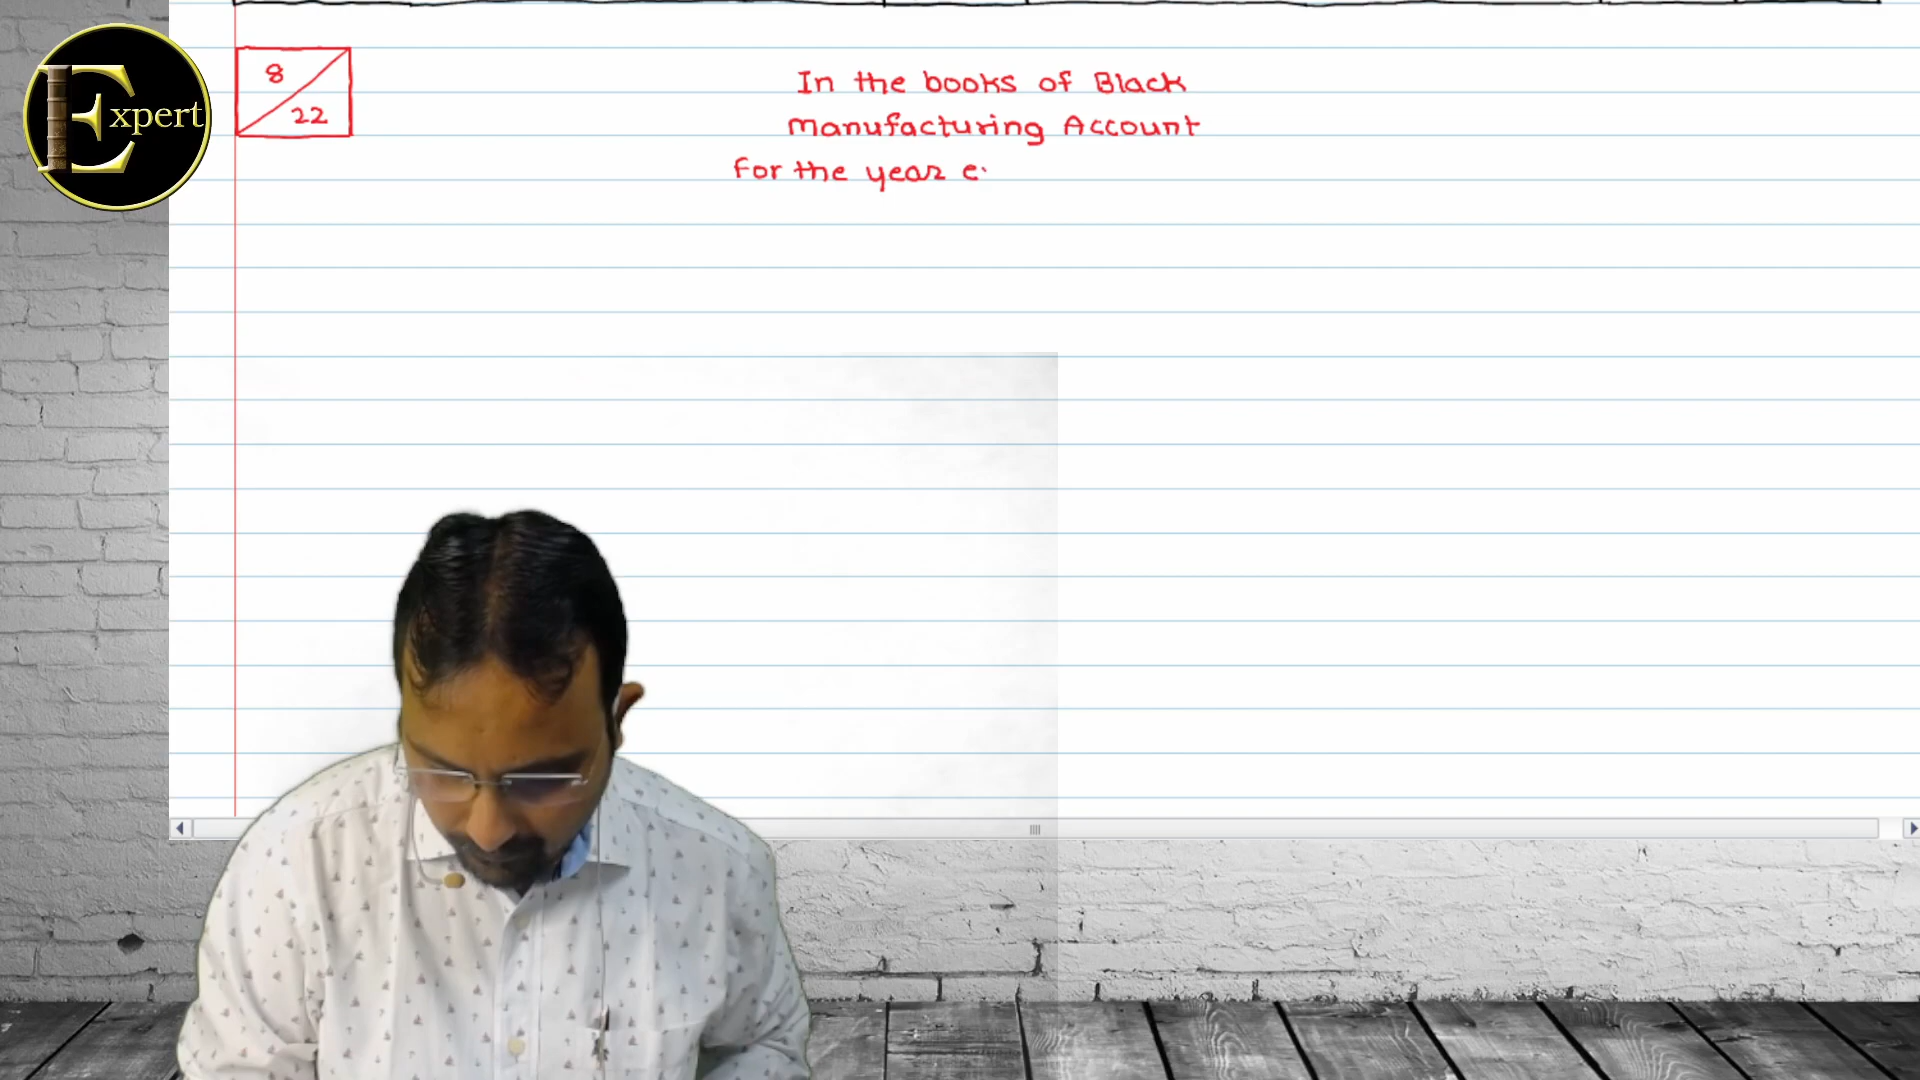 Expert
8
22
In the books of Black
Manufacturing Account
For the year e